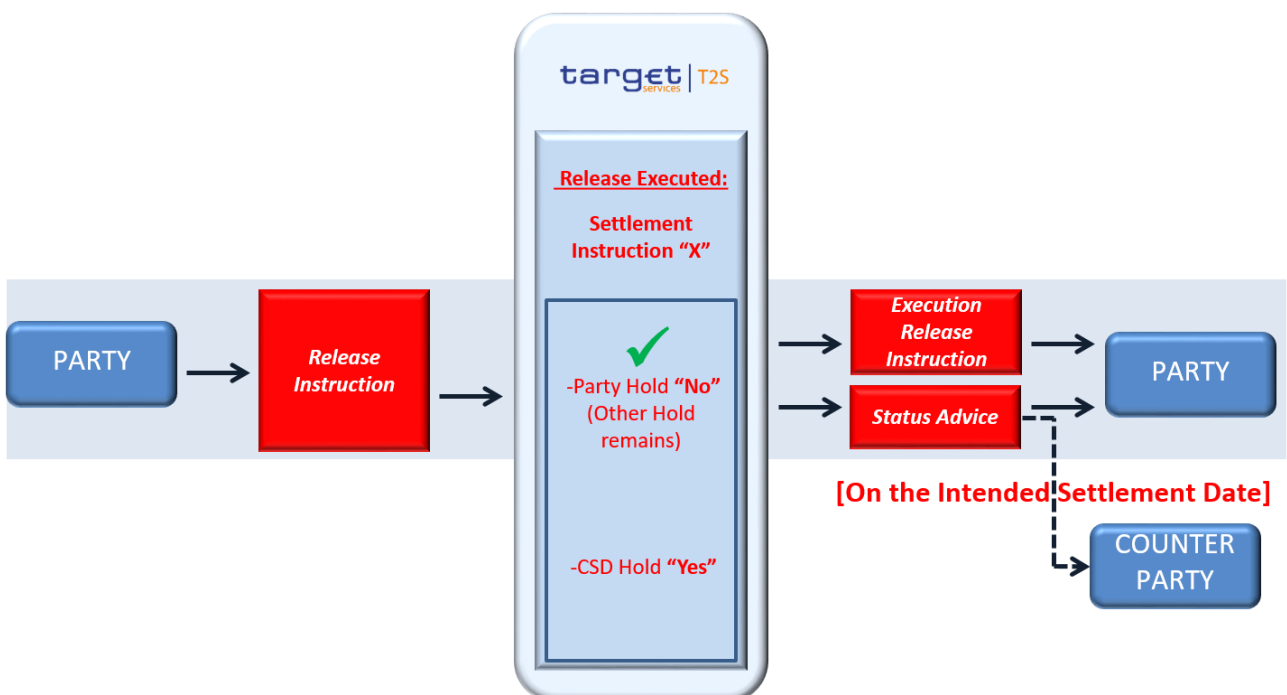 target | T2S
services
Release Executed:
Settlement
Instruction “X”
PARTY
Release
Instruction
-Party Hold “No”
(Other Hold
remains)
-CSD Hold “Yes”
Execution
Release
Instruction
Status Advice
PARTY
[On the Intended Settlement Date]
COUNTER
PARTY